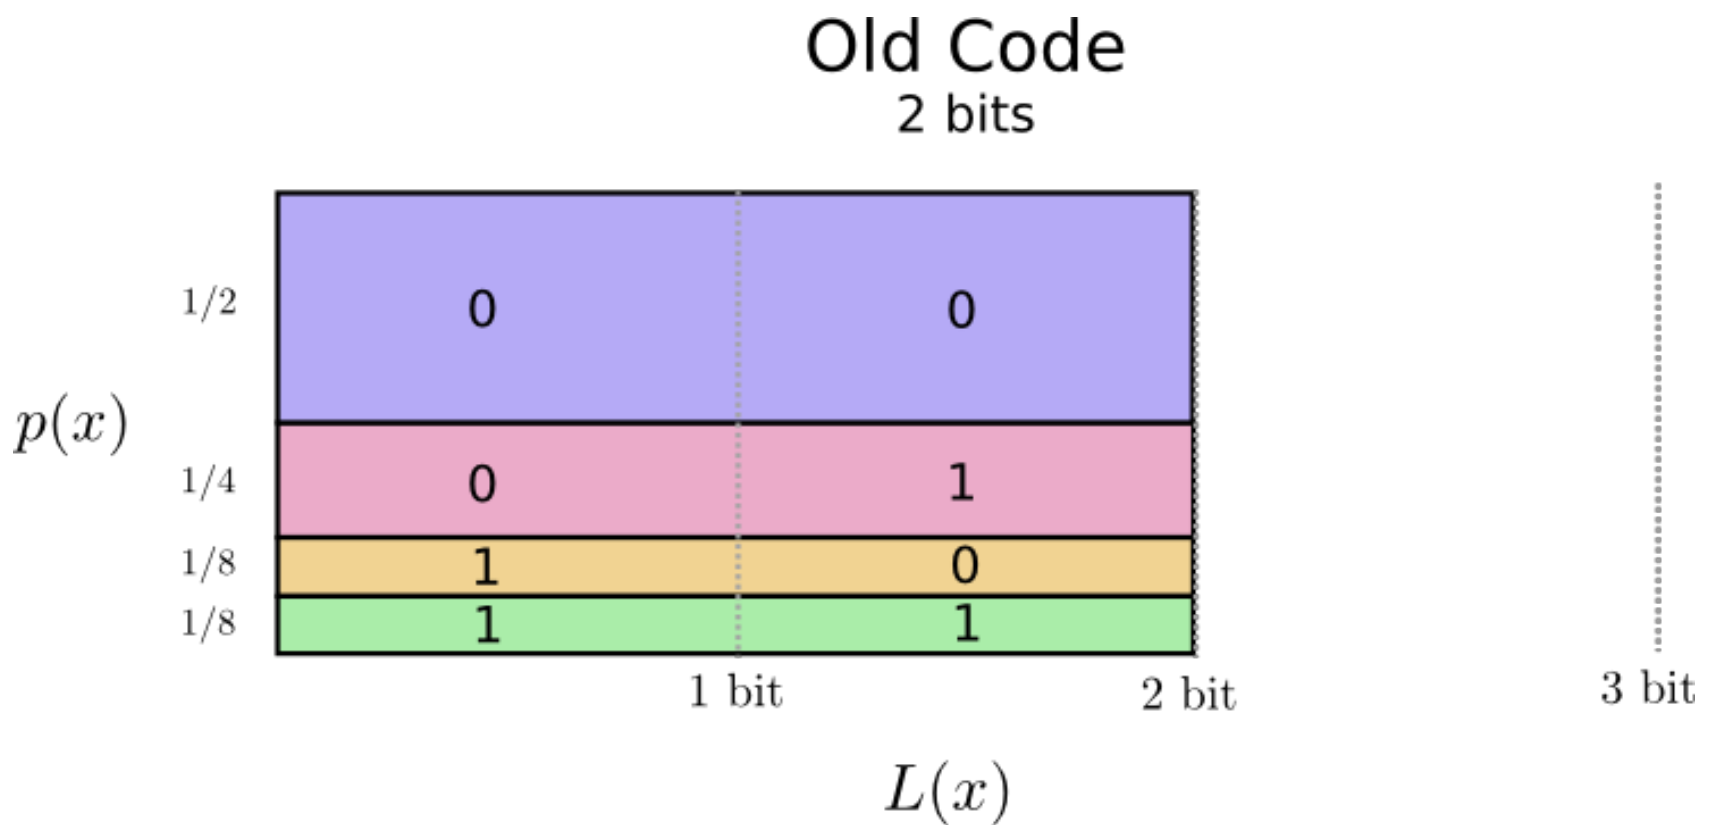 Old Code
2 bits
1/2 0 0
p(x)
1/4 0 1
1/8 1 0
1/8 1 1
1 bit 2 bit 3 bit
L(x)